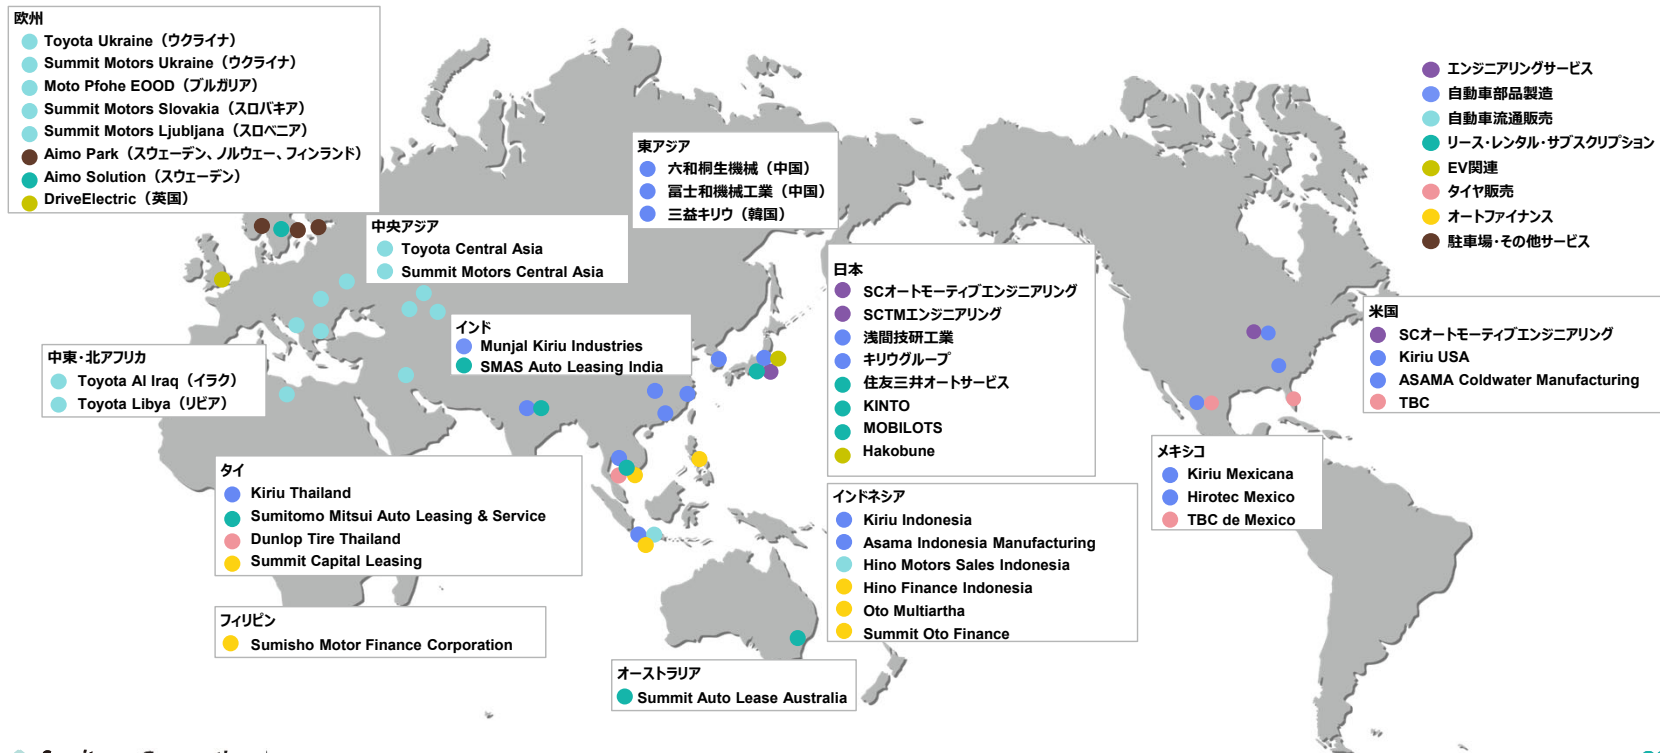 欧州
Toyota Ukraine（ウクライナ）
Summit Motors Ukraine（ウクライナ）
Moto Pfohe EOOD（ブルガリア）
Summit Motors Slovakia（スロバキア）
Summit Motors Ljubljana（スロベニア）
Aimo Park（スウェーデン、ノルウェー、フィンランド）
Aimo Solution（スウェーデン）
DriveElectric（英国）
エンジニアリングサービス
自動車部品製造
自動車流通販売
リース・レンタル・サブスクリプション
EV関連
タイヤ販売
オートファイナンス
駐車場・その他サービス
東アジア
六和桐生機械（中国）
冨士和機械工業（中国）
三益キリウ（韓国）
中央アジア
Toyota Central Asia
Summit Motors Central Asia
日本
SCオートモーティブエンジニアリング
SCTMエンジニアリング
浅間技研工業
キリウグループ
住友三井オートサービス
KINTO
MOBILOTS
Hakobune
インド
Munjal Kiriu Industries
SMAS Auto Leasing India
米国
SCオートモーティブエンジニアリング
Kiriu USA
ASAMA Coldwater Manufacturing
TBC
中東・北アフリカ
Toyota Al Iraq（イラク）
Toyota Libya（リビア）
メキシコ
Kiriu Mexicana
Hirotec Mexico
TBC de Mexico
タイ
Kiriu Thailand
Sumitomo Mitsui Auto Leasing & Service
Dunlop Tire Thailand
Summit Capital Leasing
インドネシア
Kiriu Indonesia
Asama Indonesia Manufacturing
Hino Motors Sales Indonesia
Hino Finance Indonesia
Oto Multiartha
Summit Oto Finance
フィリピン
Sumisho Motor Finance Corporation
オーストラリア
Summit Auto Lease Australia